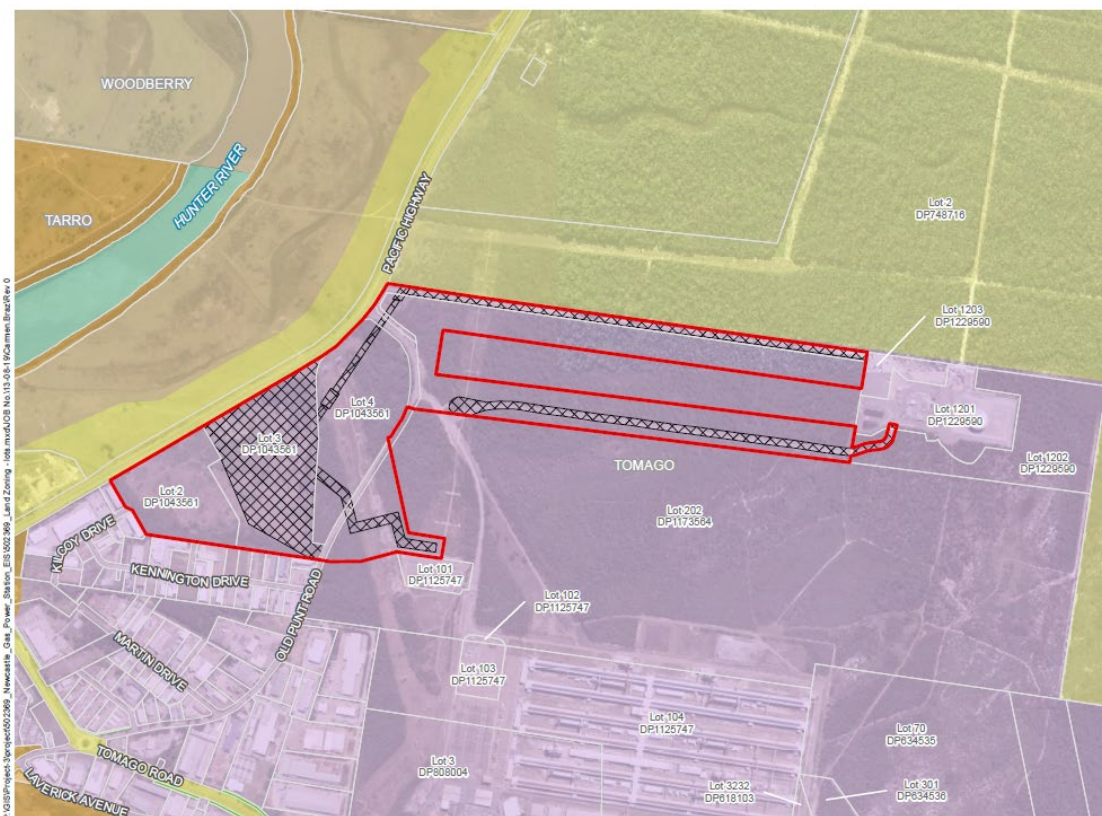 WOODBERRY
HUNTER RIVER
TARRO
PACIFIC HIGHWAY
Lot 2
DP748716
Lot 1203
DP1229590
Lot 4
DP1043561
Lot 1201
DP1229590
Lot 3
DP1043561
Lot 1202
DP1229590
TOMAGO
Lot 2
DP1043561
Lot 202
DP1173564
KILCOY DRIVE
KENNINGTON DRIVE
Lot 101
DP1125747
OLD PUNT ROAD
Lot 102
DP1125747
MARTIN DRIVE
Lot 103
DP1125747
Lot 104
DP1125747
Lot 70
DP634535
TOMAGO ROAD
Lot 3
DP808004
Lot 3232
DP618103
Lot 301
DP634536
LAVERICK AVENUE